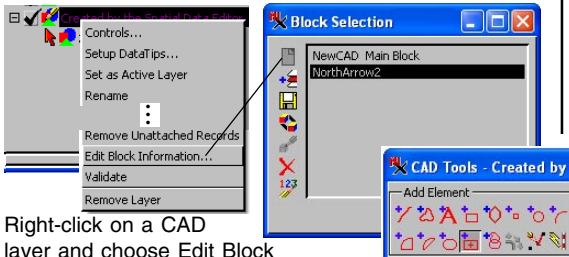 Created by the Spatial Data Editor
Controls...
Setup DataTips...
Set as Active Layer
Rename
Remove Unattached Records
Edit Block Information...
Validate
Remove Layer
Block Selection
NewCAD Main Block
NorthArrow2
123
CAD Tools - Created by
Add Element
Right-click on a CAD
layer and choose Edit Block